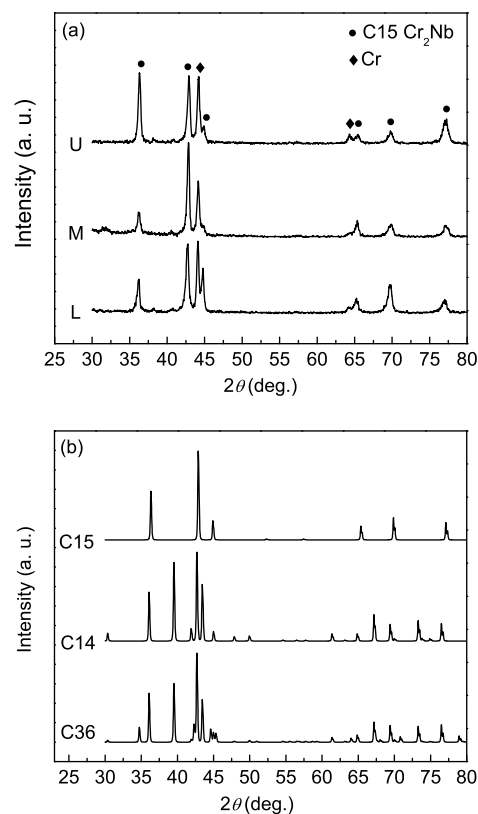 (a)
● C15 Cr₂Nb
♦ Cr
Intensity (a. u.)
U
M
L
25 30 35 40 45 50 55 60 65 70 75 80
2θ (deg.)
(b)
Intensity (a. u.)
C15
C14
C36
25 30 35 40 45 50 55 60 65 70 75 80
2θ (deg.)